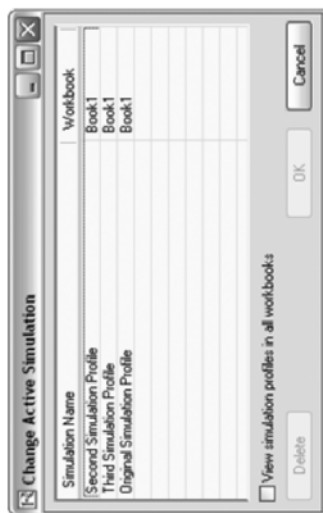 Change Active Simulation
Simulation Name Workbook
Second Simulation Profile Book1
Third Simulation Profile Book1
Original Simulation Profile Book1
View simulation profiles in all workbooks
Delete OK Cancel